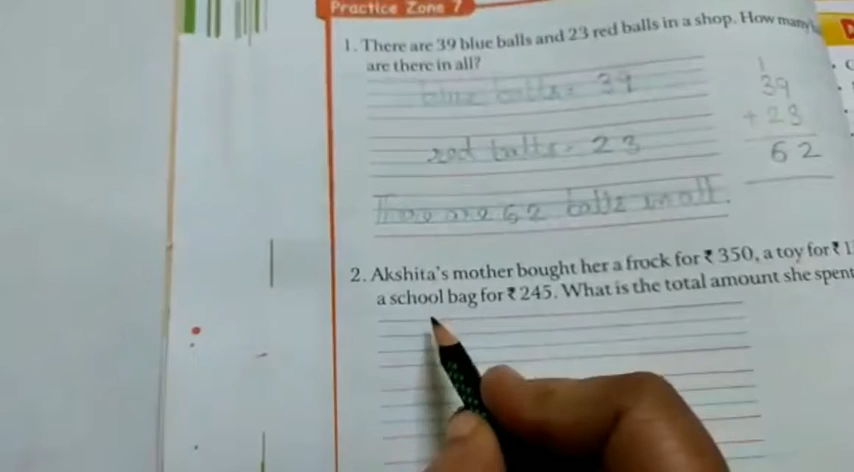 Practice Zone 7
1. There are 39 blue balls and 23 red balls in a shop. How many
are there in all?
blue balls = 39
red balls = 23
There are 62 balls in all.
1
39
+ 23
62
2. Akshita's mother bought her a frock for ₹ 350, a toy for ₹ 1
a school bag for ₹ 245. What is the total amount she spent